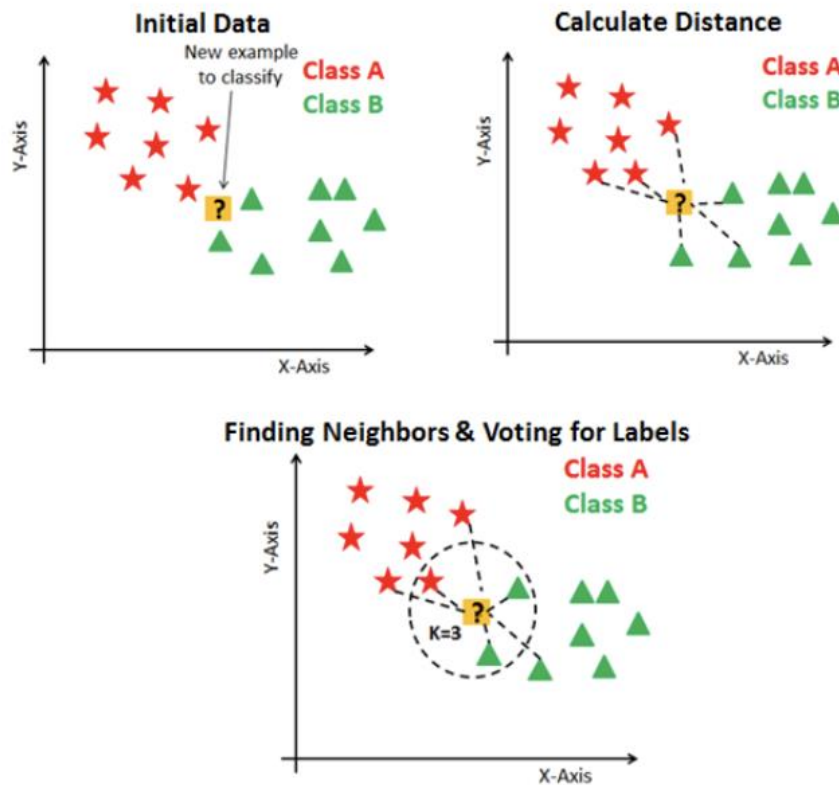 Initial Data
New example
to classify
Class A
Class B
?
Y-Axis
X-Axis
Calculate Distance
Class A
Class B
?
Y-Axis
X-Axis
Finding Neighbors & Voting for Labels
Class A
Class B
?
K=3
Y-Axis
X-Axis